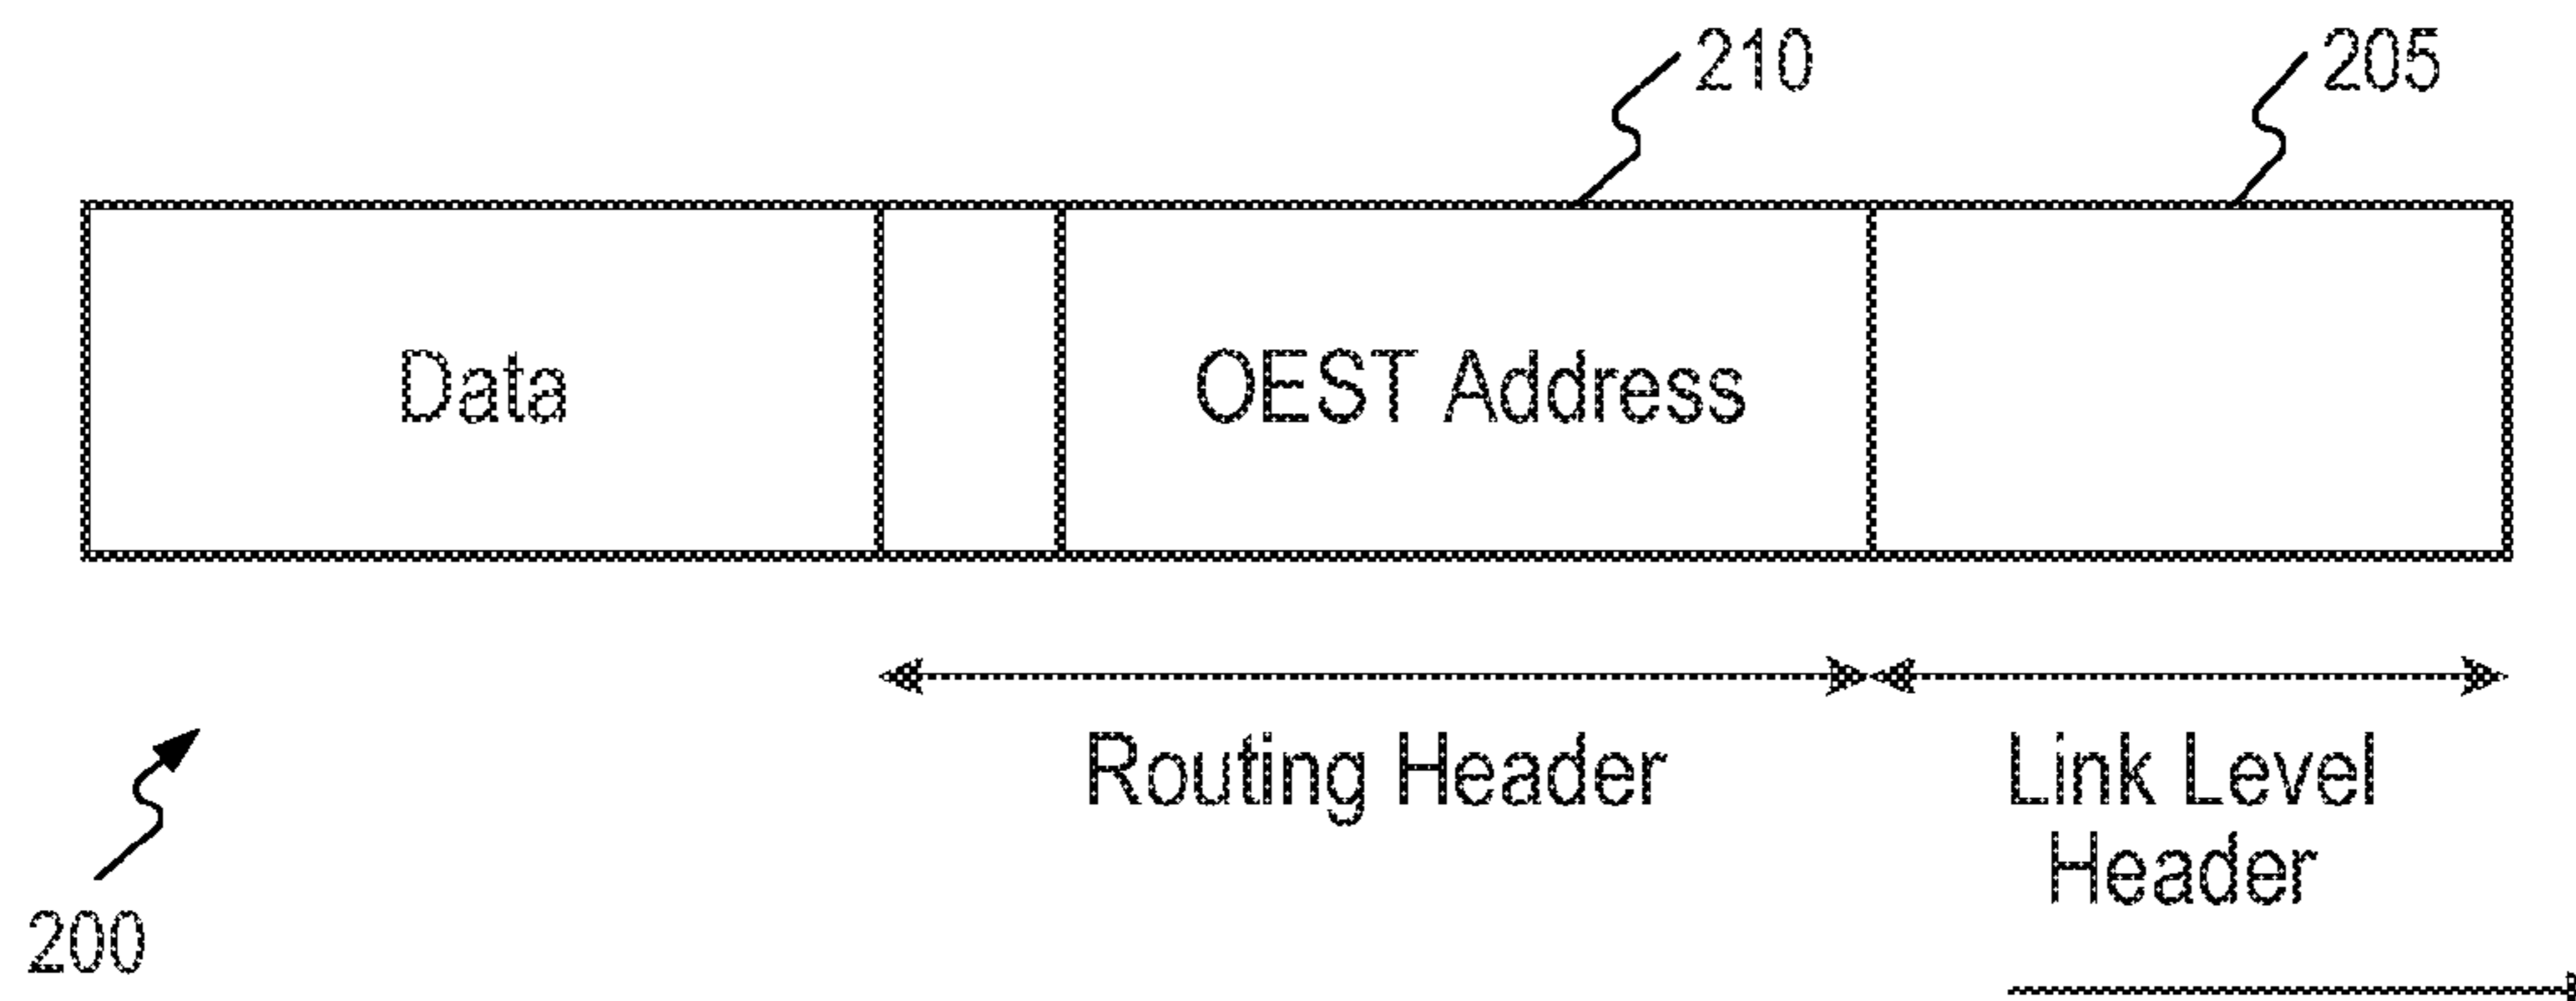 210
205
Data
OEST Address
Routing Header
Link Level
Header
200